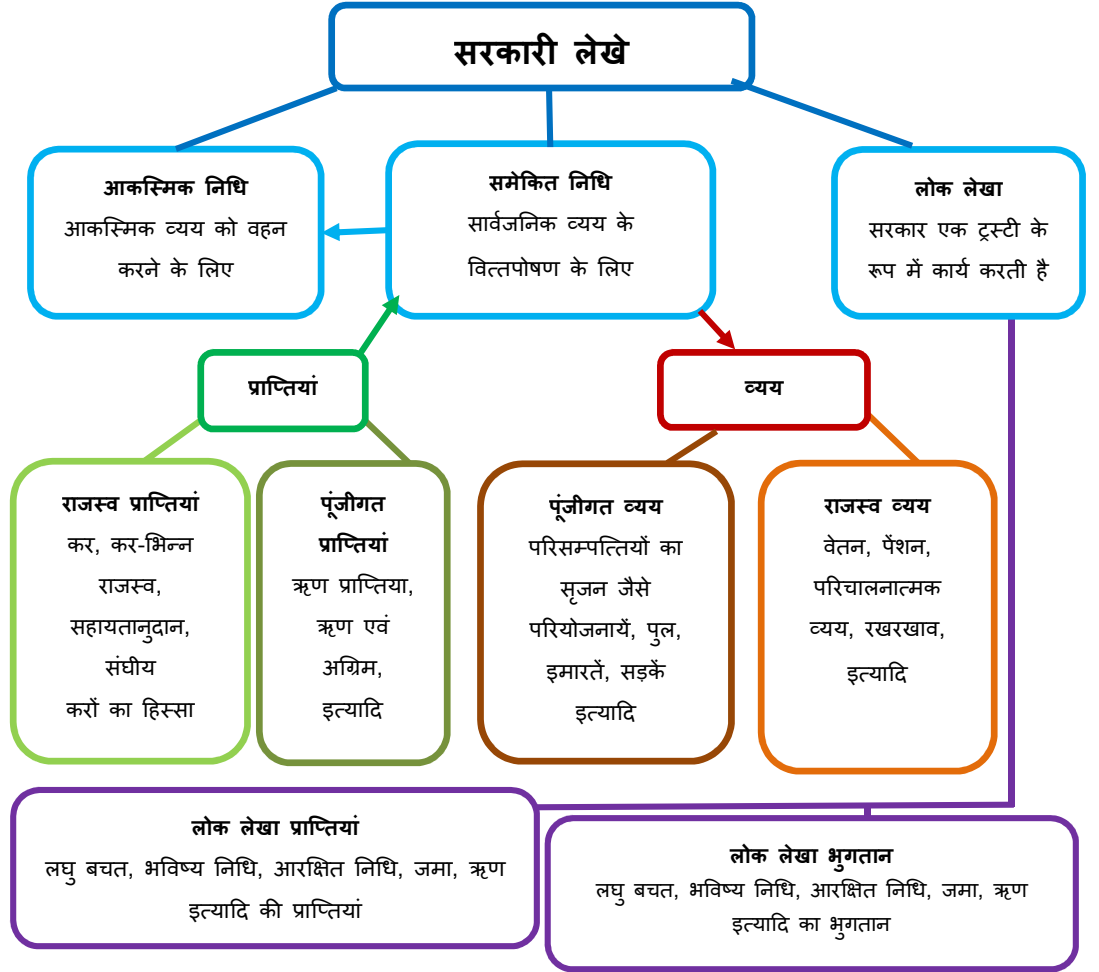 सरकारी लेखे
आकस्मिक निधि
आकस्मिक व्यय को वहन
करने के लिए
समेकित निधि
सार्वजनिक व्यय के
वित्तपोषण के लिए
लोक लेखा
सरकार एक ट्रस्टी के
रूप में कार्य करती है
प्राप्तियां
व्यय
राजस्व प्राप्तियां
कर, कर-भिन्न
राजस्व,
सहायतानुदान,
संघीय
करों का हिस्सा
पूंजीगत
प्राप्तियां
ऋण प्राप्तिया,
ऋण एवं
अग्रिम,
इत्यादि
पूंजीगत व्यय
परिसम्पत्तियों का
सृजन जैसे
परियोजनायें, पुल,
इमारतें, सड़कें
इत्यादि
राजस्व व्यय
वेतन, पेंशन,
परिचालनात्मक
व्यय, रखरखाव,
इत्यादि
लोक लेखा प्राप्तियां
लघु बचत, भविष्य निधि, आरक्षित निधि, जमा, ऋण
इत्यादि की प्राप्तियां
लोक लेखा भुगतान
लघु बचत, भविष्य निधि, आरक्षित निधि, जमा, ऋण
इत्यादि का भुगतान